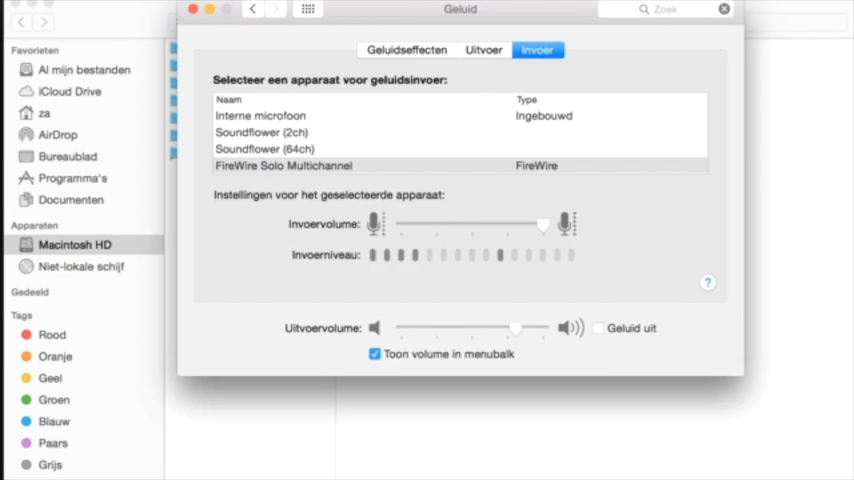 Geluid
Zoek
Geluidseffecten Uitvoer Invoer
Selecteer een apparaat voor geluidsinvoer:
Naam Type
Interne microfoon Ingebouwd
Soundflower (2ch)
Soundflower (64ch)
FireWire Solo Multichannel FireWire
Instellingen voor het geselecteerde apparaat:
Invoervolume:
Invoerniveau:
?
Uitvoervolume: Geluid uit
Toon volume in menubalk
Favorieten
Al mijn bestanden
iCloud Drive
za
AirDrop
Bureaublad
Programma's
Documenten
Apparaten
Macintosh HD
Niet-lokale schijf
Gedeeld
Tags
Rood
Oranje
Geel
Groen
Blauw
Paars
Grijs